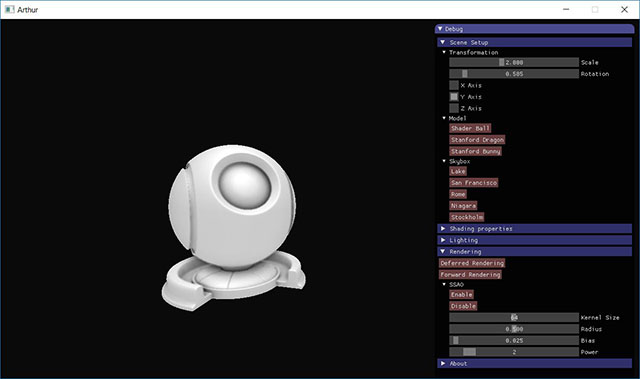 Arthur
Debug
Scene Setup
Transformation
2.000 Scale
0.585 Rotation
X Axis
Y Axis
Z Axis
Model
Shader Ball
Stanford Dragon
Stanford Bunny
Skybox
Lake
San Francisco
Rome
Niagara
Stockholm
Shading properties
Lighting
Rendering
Deferred Rendering
Forward Rendering
SSAO
Enable
Disable
64 Kernel Size
0.500 Radius
0.025 Bias
2 Power
About